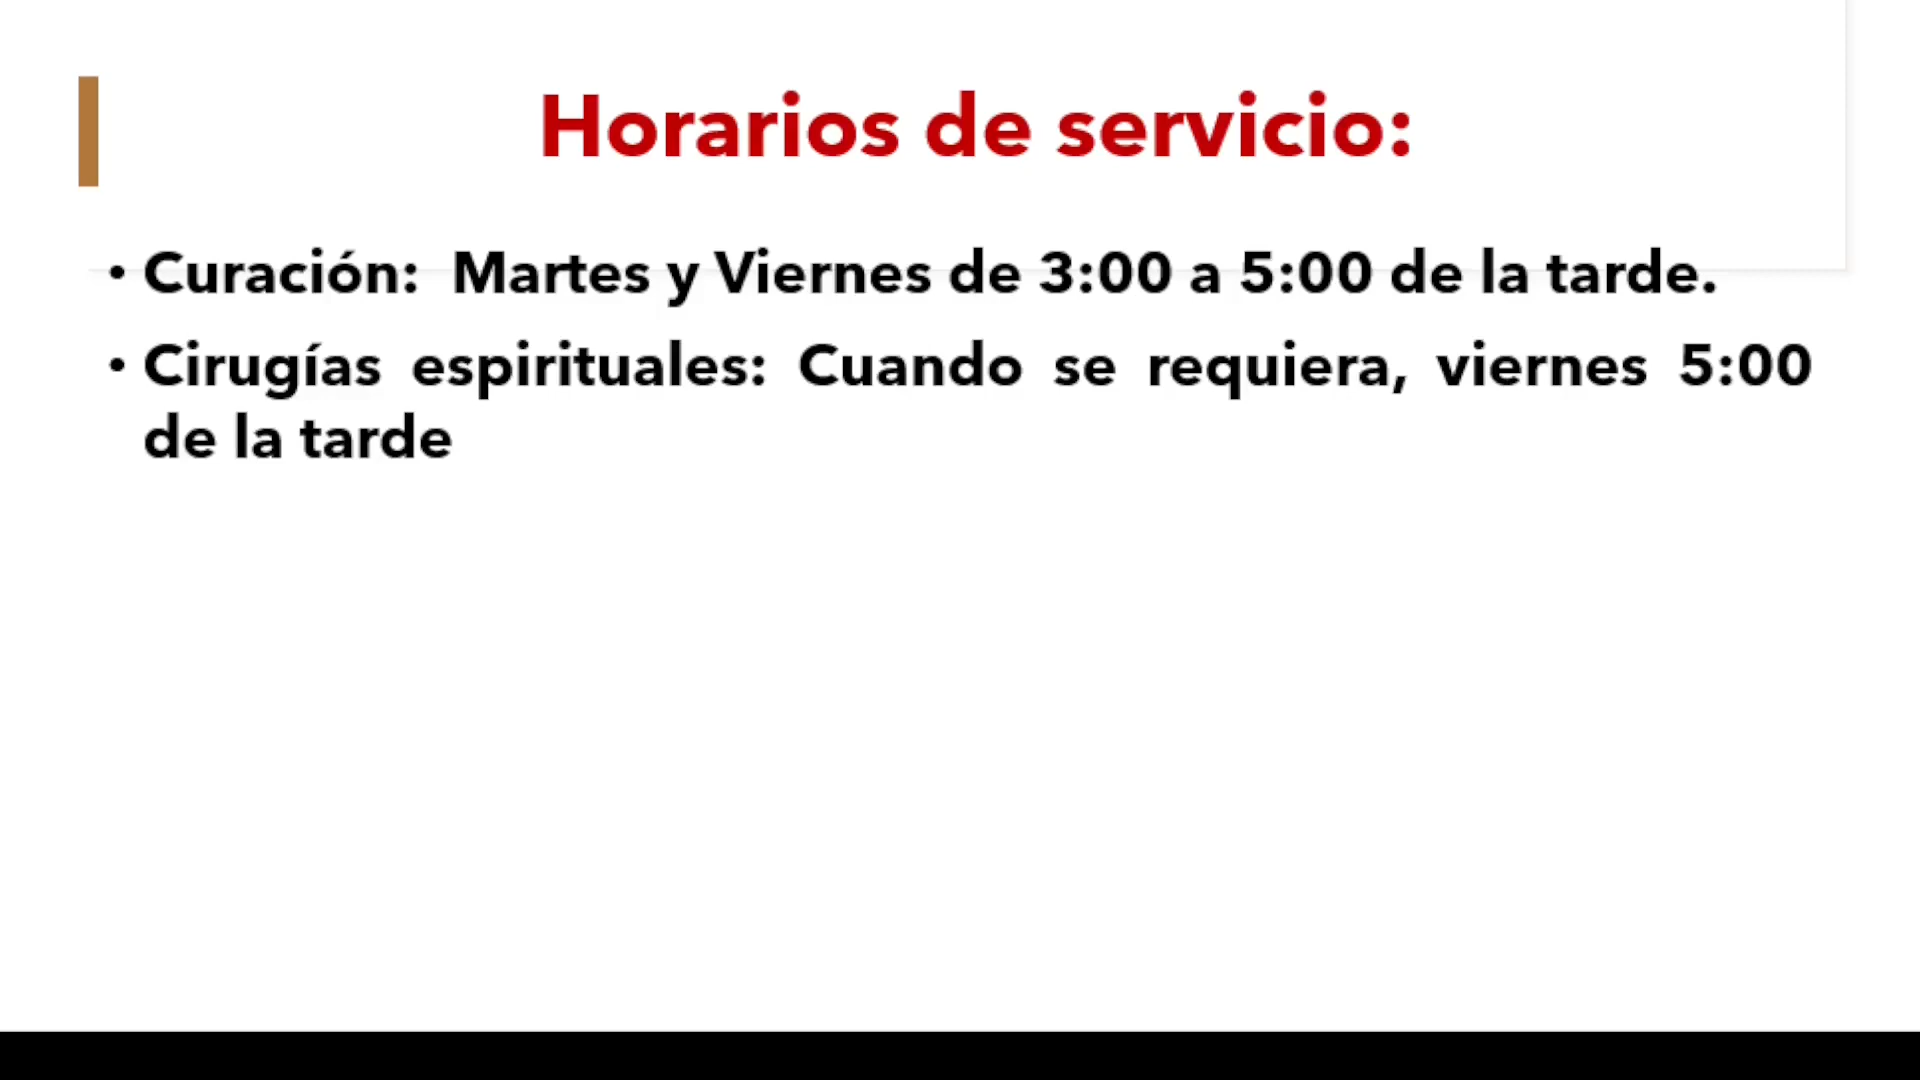 Horarios de servicio:
• Curación: Martes y Viernes de 3:00 a 5:00 de la tarde.
• Cirugías espirituales: Cuando se requiera, viernes 5:00
de la tarde